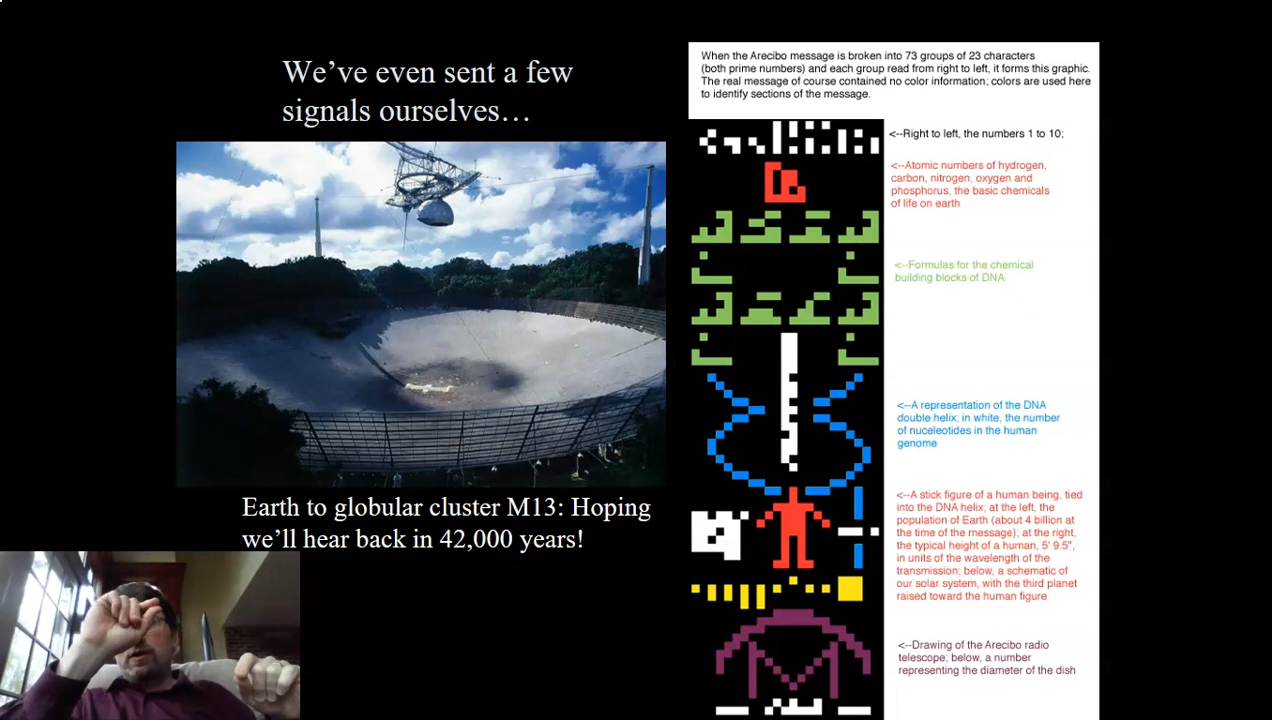 We've even sent a few
signals ourselves…
Earth to globular cluster M13: Hoping
we'll hear back in 42,000 years!
When the Arecibo message is broken into 73 groups of 23 characters
(both prime numbers) and each group read from right to left, it forms this graphic.
The real message of course contained no color information; colors are used here
to identify sections of the message.
<--Right to left, the numbers 1 to 10;
<--Atomic numbers of hydrogen,
carbon, nitrogen, oxygen and
phosphorus, the basic chemicals
of life on earth
<--Formulas for the chemical
building blocks of DNA
<--A representation of the DNA
double helix, in white, the number
of nuceleotides in the human
genome
<--A stick figure of a human being, tied
into the DNA helix; at the left, the
population of Earth (about 4 billion at
the time of the message); at the right,
the typical height of a human, 5' 9.5",
in units of the wavelength of the
transmission; below, a schematic of
our solar system, with the third planet
raised toward the human figure
<--Drawing of the Arecibo radio
telescope; below, a number
representing the diameter of the dish